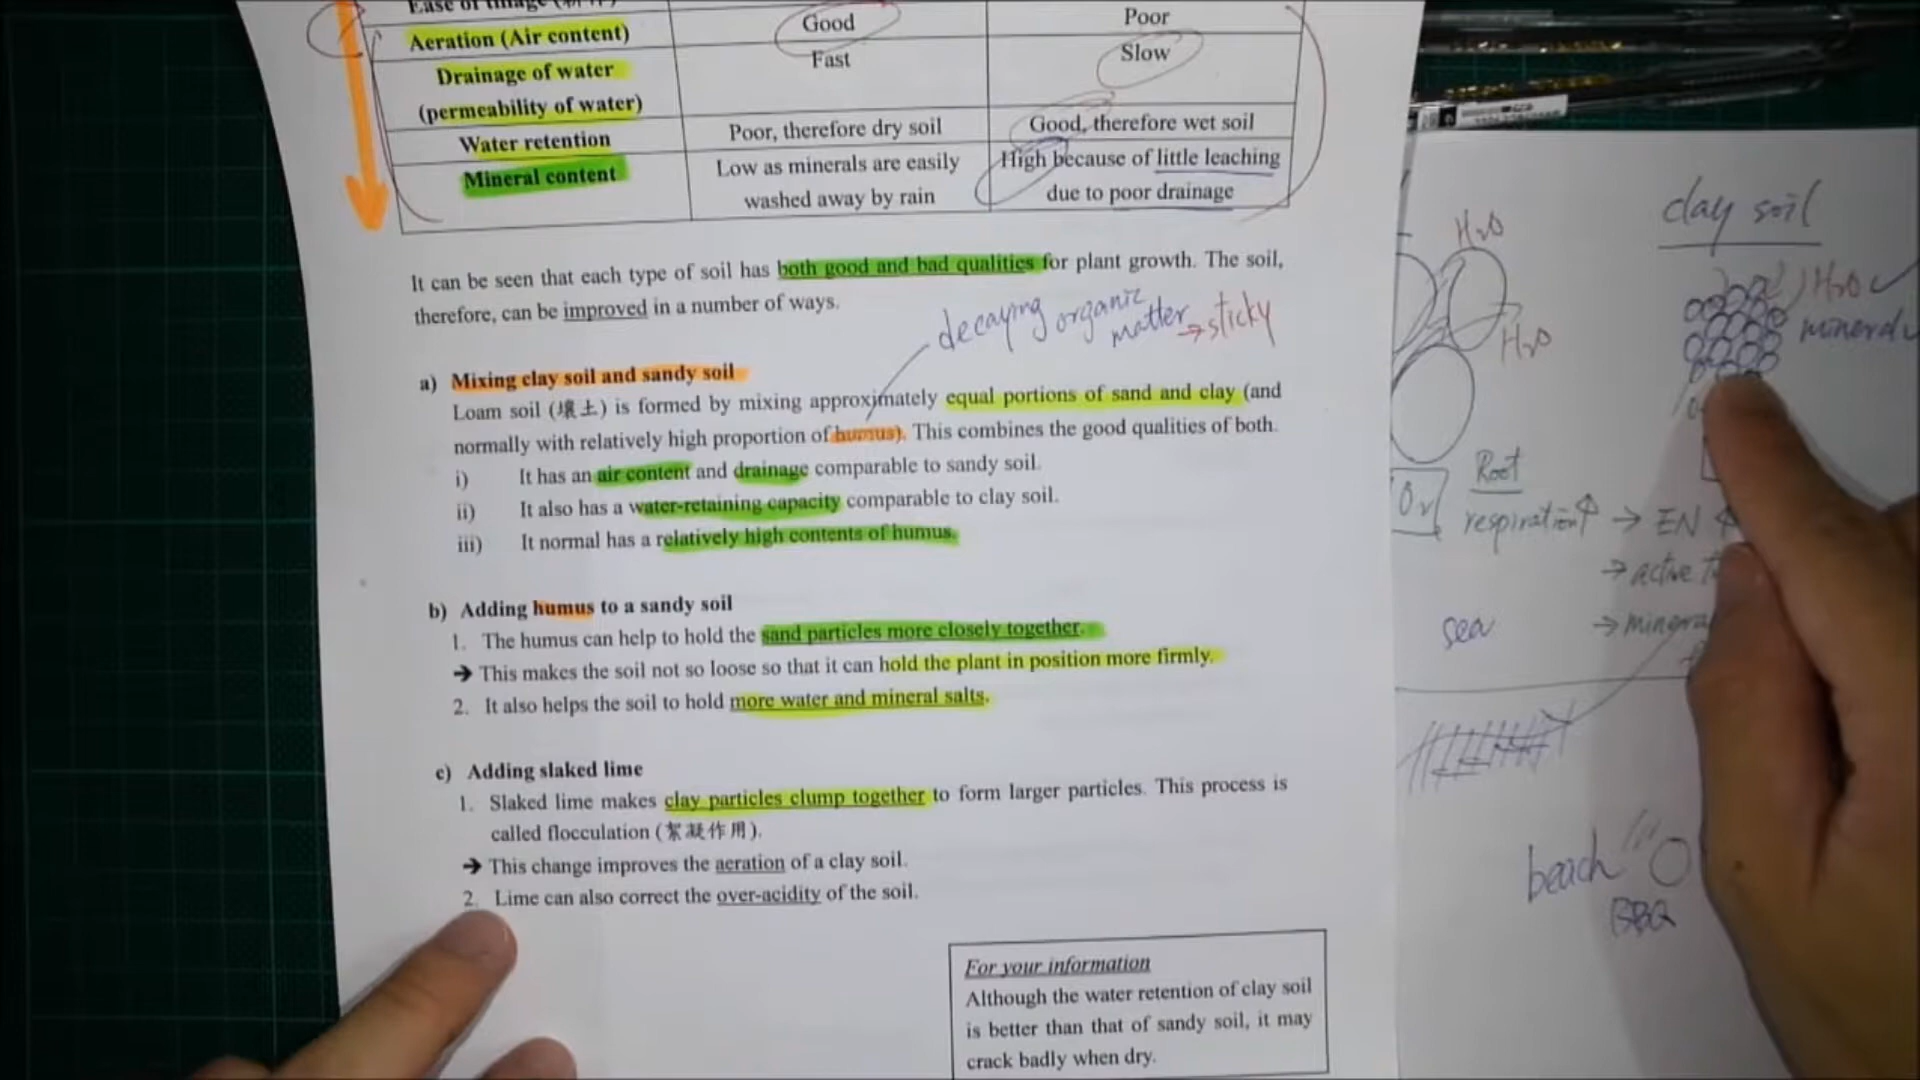 Ease of tillage
Aeration (Air content) Good Poor
Drainage of water Fast Slow
(permeability of water)
Water retention Poor, therefore dry soil Good, therefore wet soil
Mineral content Low as minerals are easily High because of little leaching
washed away by rain due to poor drainage
It can be seen that each type of soil has both good and bad qualities for plant growth. The soil,
therefore, can be improved in a number of ways.
decaying organic
matter → sticky
a) Mixing clay soil and sandy soil
Loam soil (壤土) is formed by mixing approximately equal portions of sand and clay (and
normally with relatively high proportion of humus). This combines the good qualities of both.
i) It has an air content and drainage comparable to sandy soil.
ii) It also has a water-retaining capacity comparable to clay soil.
iii) It normal has a relatively high contents of humus.
b) Adding humus to a sandy soil
1. The humus can help to hold the sand particles more closely together.
➔ This makes the soil not so loose so that it can hold the plant in position more firmly.
2. It also helps the soil to hold more water and mineral salts.
c) Adding slaked lime
1. Slaked lime makes clay particles clump together to form larger particles. This process is
called flocculation (絮凝作用).
➔ This change improves the aeration of a clay soil.
2. Lime can also correct the over-acidity of the soil.
For your information
Although the water retention of clay soil
is better than that of sandy soil, it may
crack badly when dry.
clay soil
H₂O
H₂O
H₂O ✓
mineral
Root
respiration↑ → EN ↑
→ active
→ minera
sea
beach
BBQ